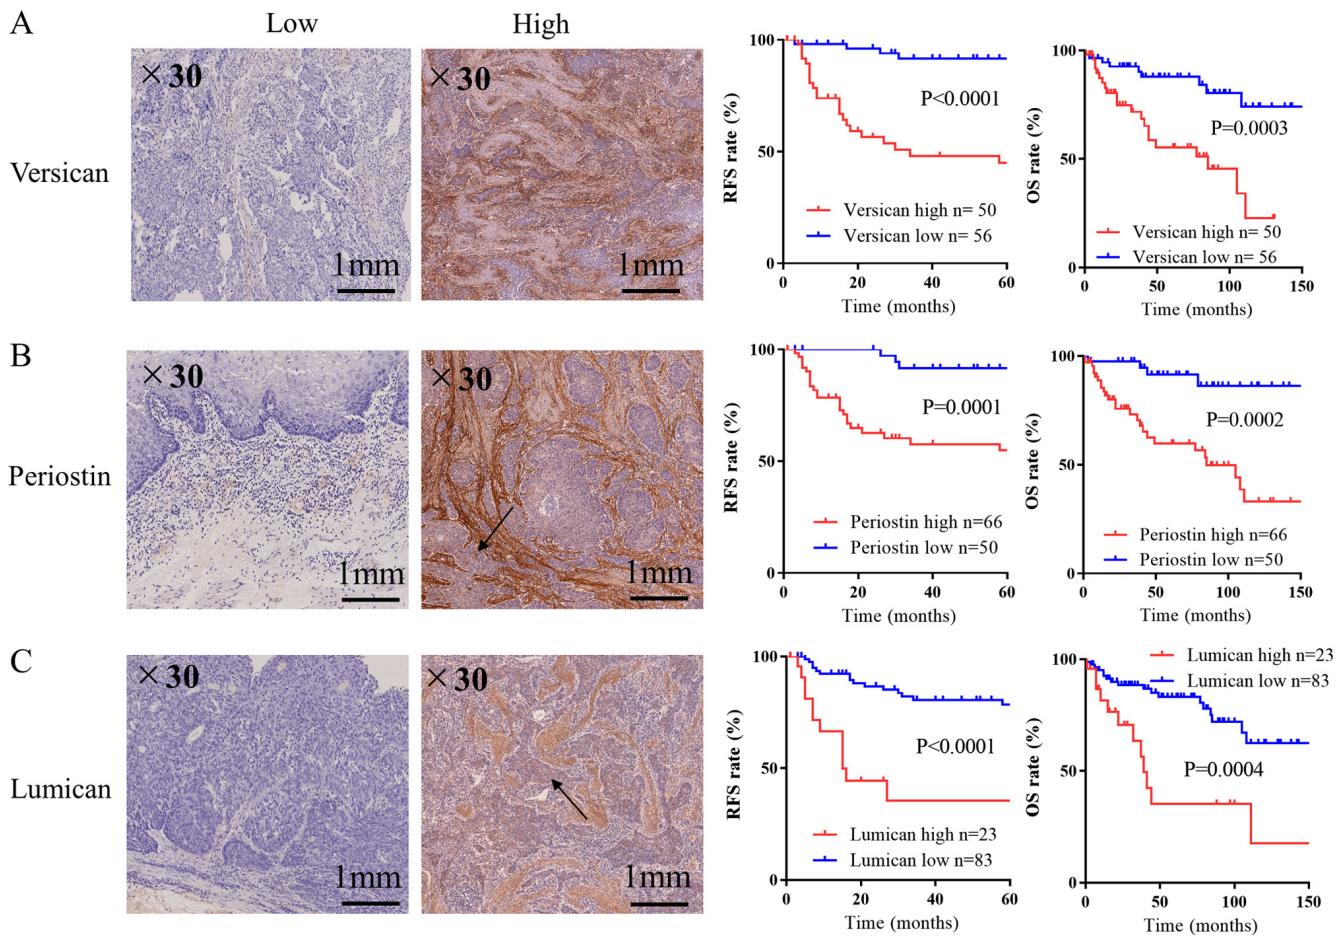 A
Low
High
Versican
×30
1mm
×30
1mm
RFS rate (%)
100
50
0
P<0.0001
Versican high n= 50
Versican low n= 56
0 20 40 60
Time (months)
OS rate (%)
100
50
0
P=0.0003
Versican high n= 50
Versican low n= 56
0 50 100 150
Time (months)
B
Periostin
×30
1mm
×30
1mm
RFS rate (%)
100
50
0
P=0.0001
Periostin high n=66
Periostin low n=50
0 20 40 60
Time (months)
OS rate (%)
100
50
0
P=0.0002
Periostin high n=66
Periostin low n=50
0 50 100 150
Time (months)
C
Lumican
×30
1mm
×30
1mm
RFS rate (%)
100
50
0
P<0.0001
Lumican high n=23
Lumican low n=83
0 20 40 60
Time (months)
OS rate (%)
100
50
0
Lumican high n=23
Lumican low n=83
P=0.0004
0 50 100 150
Time (months)